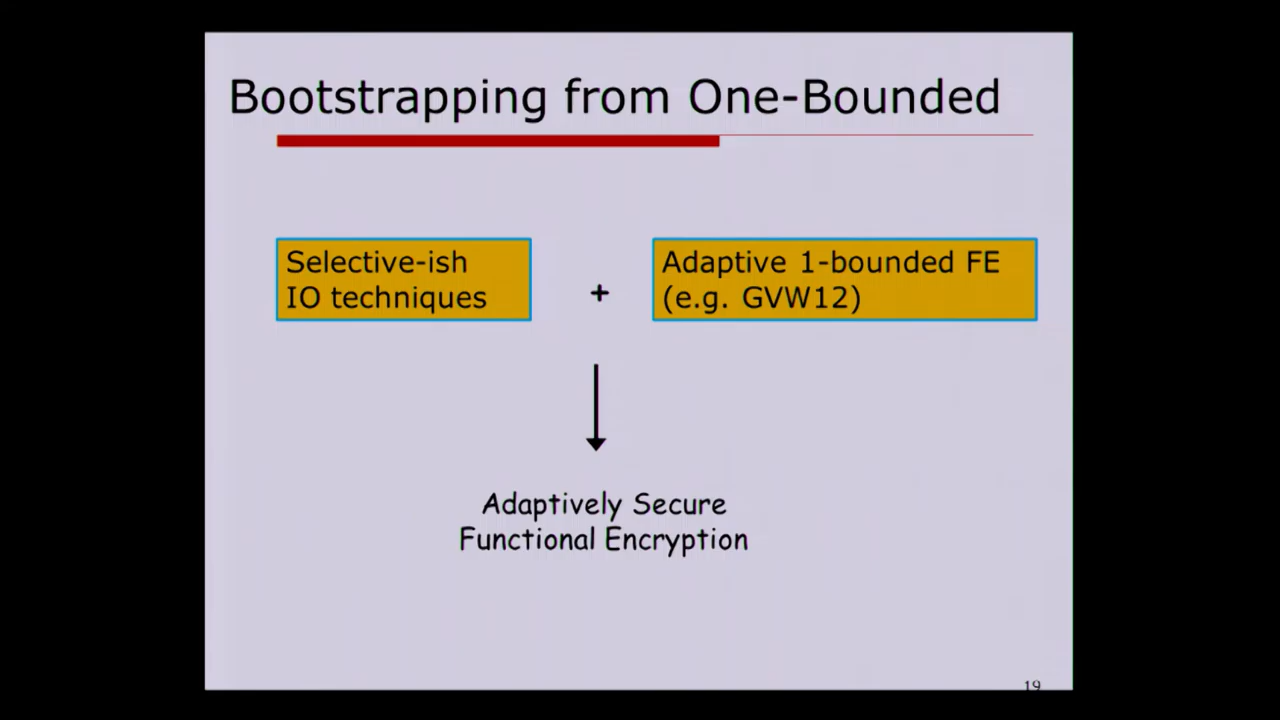 Bootstrapping from One-Bounded
Selective-ish
IO techniques
+
Adaptive 1-bounded FE
(e.g. GVW12)
Adaptively Secure
Functional Encryption
19